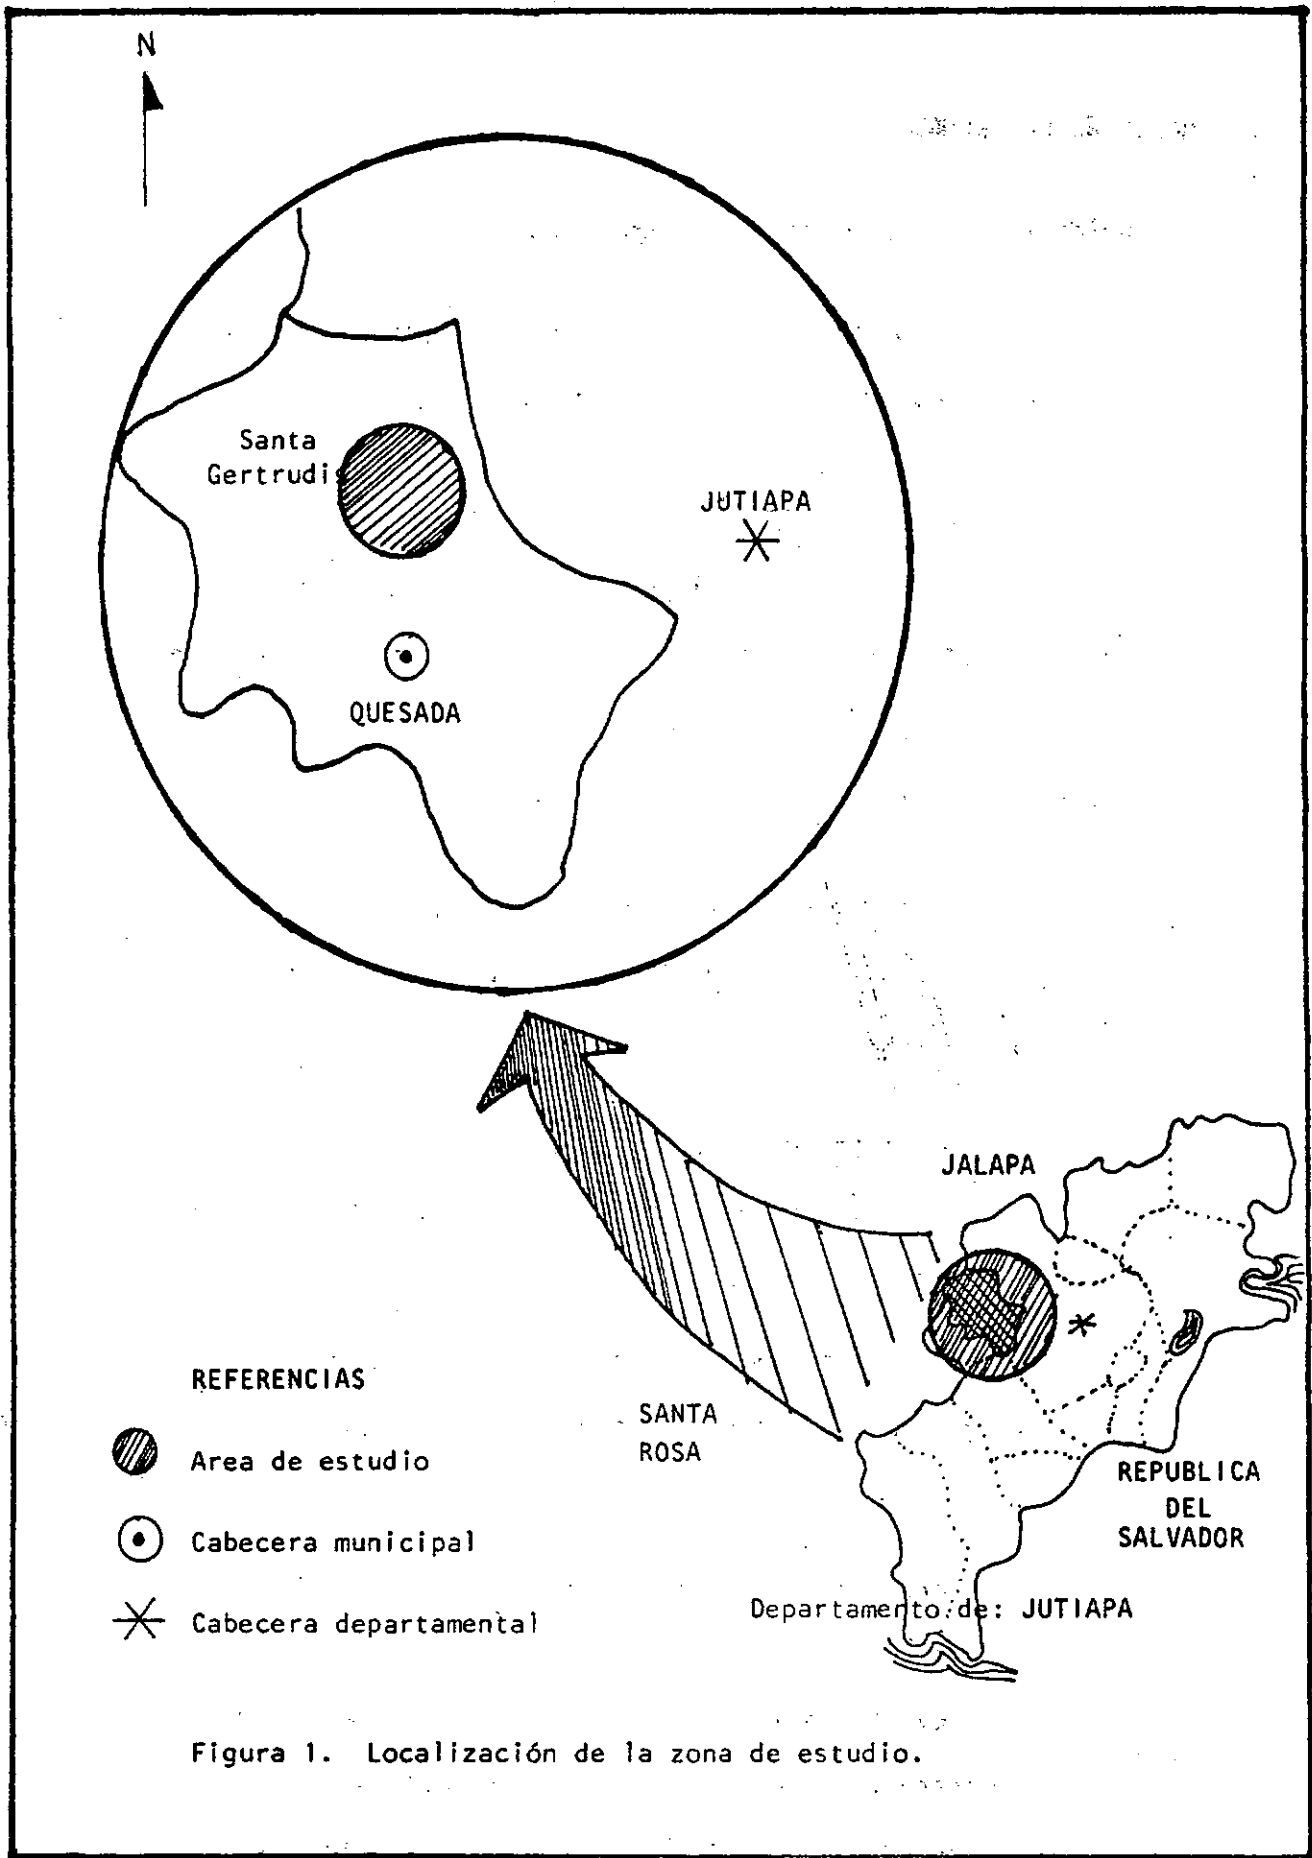 N
Santa
Gertrudis
JUTIAPA
QUESADA
JALAPA
REFERENCIAS
SANTA
ROSA
Area de estudio
REPUBLICA
DEL
SALVADOR
Cabecera municipal
Cabecera departamental
Departamento de: JUTIAPA
Figura 1. Localización de la zona de estudio.